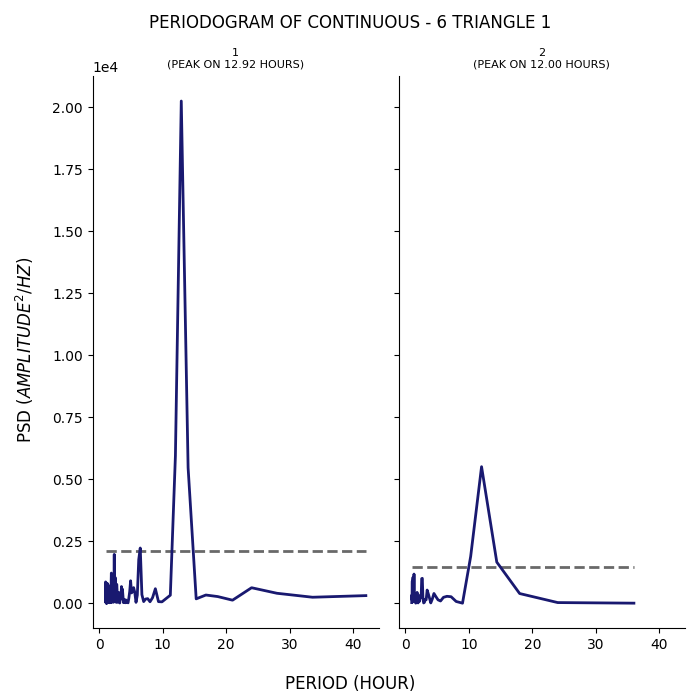 PERIODOGRAM OF CONTINUOUS - 6 TRIANGLE 1
1
(PEAK ON 12.92 HOURS)
2
(PEAK ON 12.00 HOURS)
1e4
2.00
1.75
1.50
1.25
1.00
0.75
0.50
0.25
0.00
PSD (AMPLITUDE²/HZ)
0 10 20 30 40
0 10 20 30 40
PERIOD (HOUR)